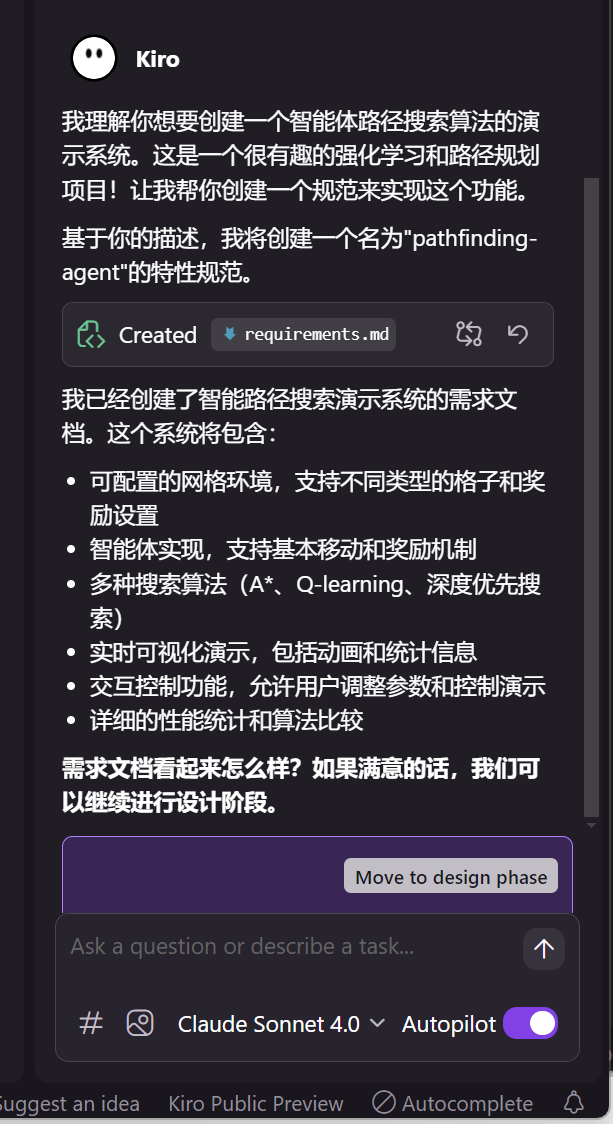 Kiro
我理解你想要创建一个智能体路径搜索算法的演
示系统。这是一个很有趣的强化学习和路径规划
项目！让我帮你创建一个规范来实现这个功能。
基于你的描述，我将创建一个名为"pathfinding-
agent"的特性规范。
Created requirements.md
我已经创建了智能路径搜索演示系统的需求文
档。这个系统将包含：
• 可配置的网格环境，支持不同类型的格子和奖
励设置
• 智能体实现，支持基本移动和奖励机制
• 多种搜索算法（A*、Q-learning、深度优先搜
索）
• 实时可视化演示，包括动画和统计信息
• 交互控制功能，允许用户调整参数和控制演示
• 详细的性能统计和算法比较
需求文档看起来怎么样？如果满意的话，我们可
以继续进行设计阶段。
Move to design phase
Ask a question or describe a task...
# Claude Sonnet 4.0 Autopilot
uggest an idea Kiro Public Preview Autocomplete